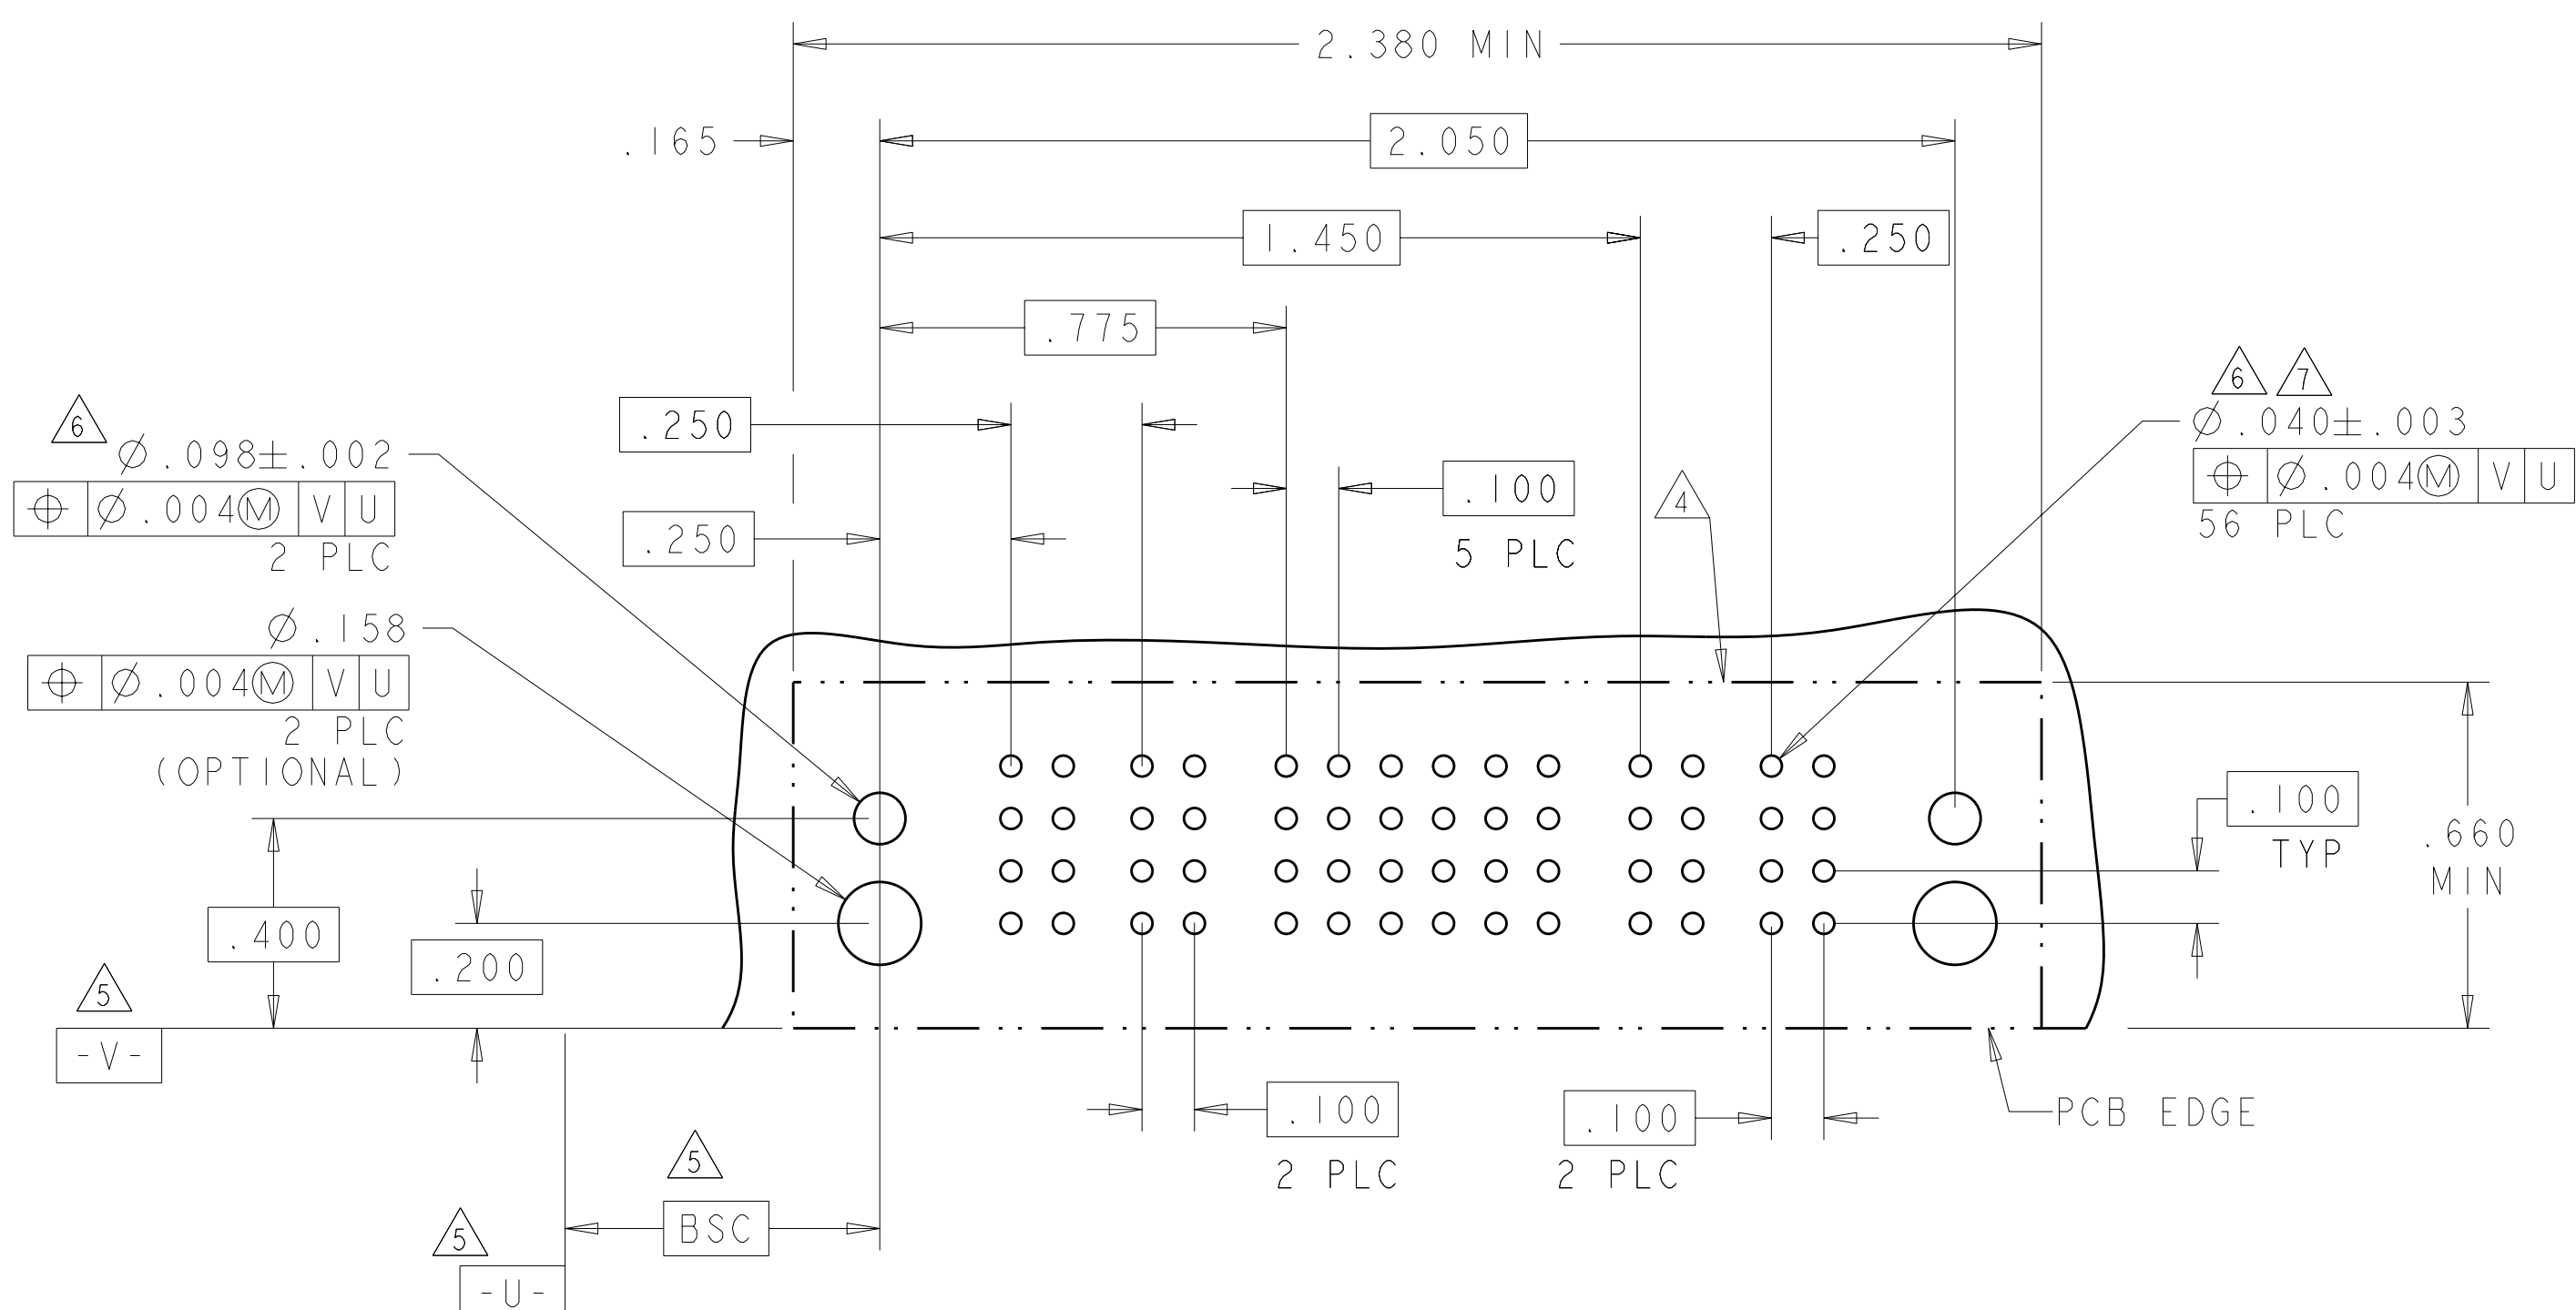 2.380 MIN
.165
2.050
1.450
.250
.775
.250
.100
5 PLC
.250
4
6
⌀.098±.002
⌖ ⌀.004Ⓜ V U
2 PLC
⌀.158
⌖ ⌀.004Ⓜ V U
2 PLC
(OPTIONAL)
6 7
⌀.040±.003
⌖ ⌀.004Ⓜ V U
56 PLC
.100
TYP
.660
MIN
.400
.200
5
-V-
.100
2 PLC
.100
2 PLC
PCB EDGE
5
BSC
5
-U-